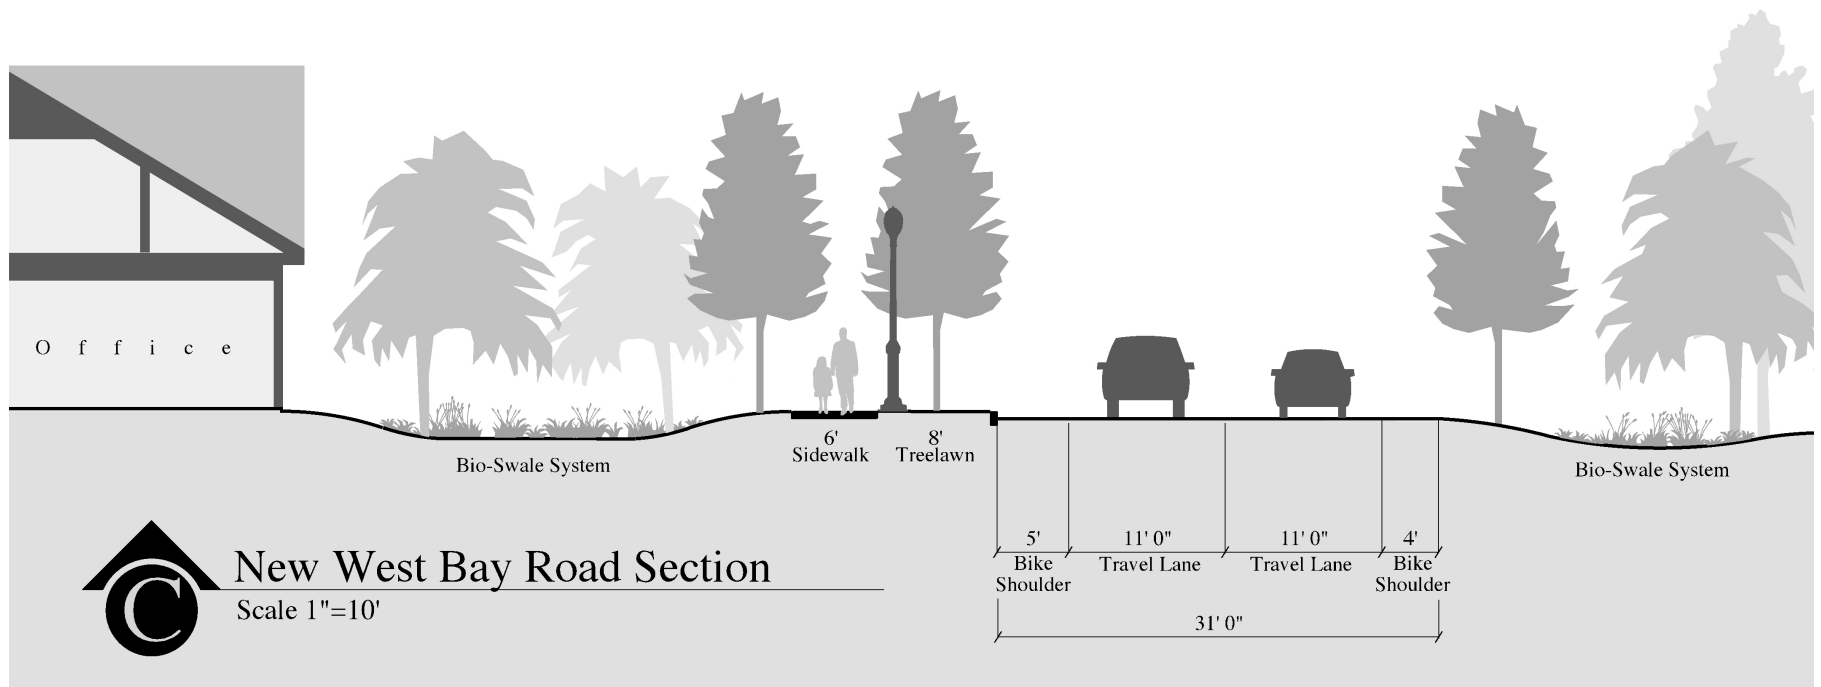 O f f i c e
6'
Sidewalk
8'
Treelawn
Bio-Swale System
Bio-Swale System
5'
Bike
Shoulder
11' 0"
Travel Lane
11' 0"
Travel Lane
4'
Bike
Shoulder
31' 0"
C
New West Bay Road Section
Scale 1"=10'